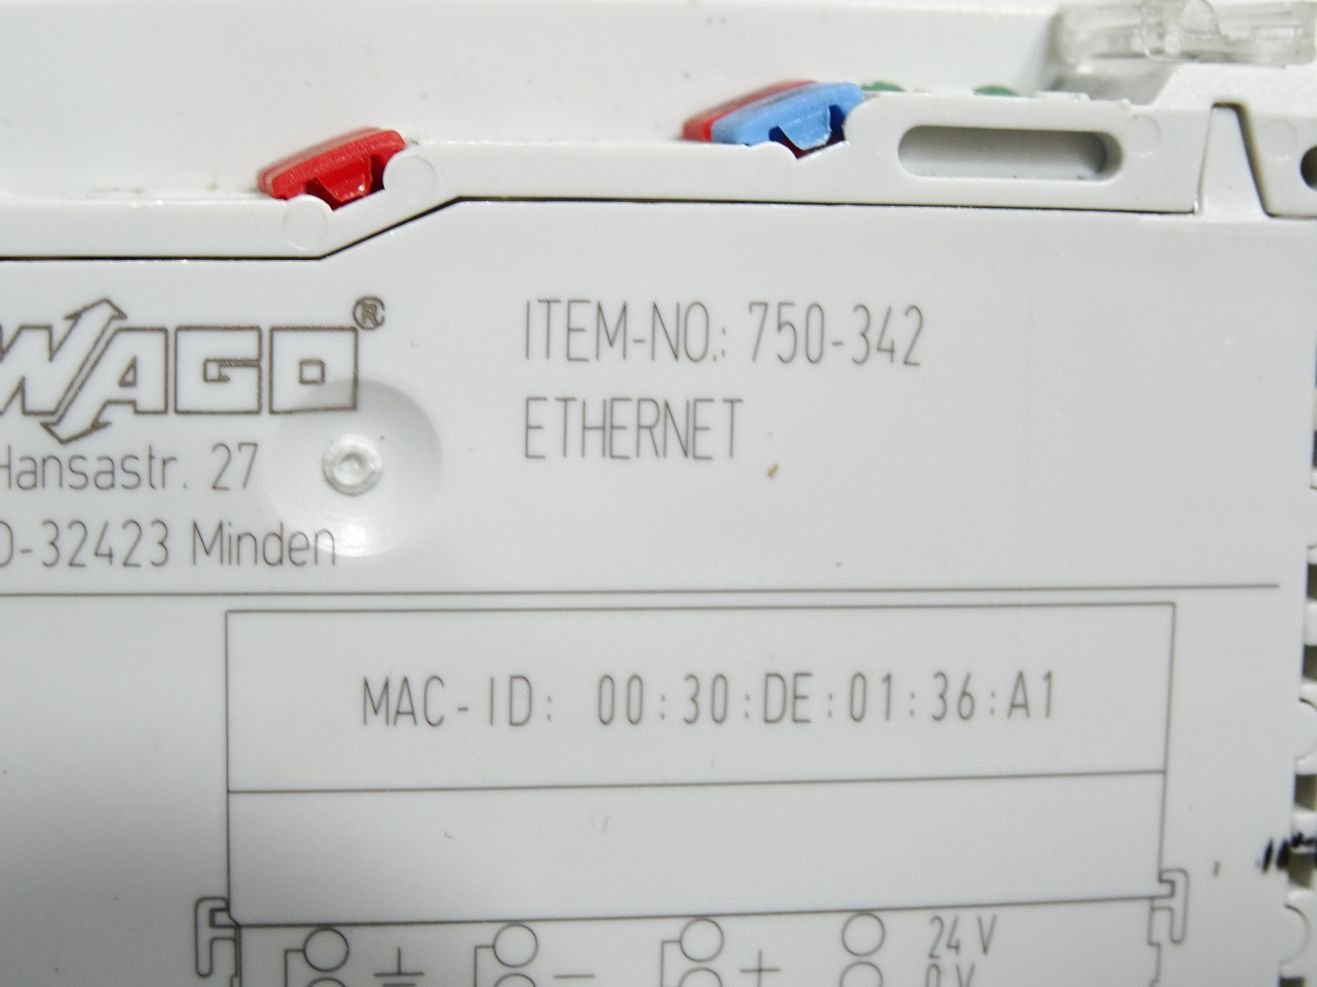 WAGO®
Hansastr. 27
D-32423 Minden
ITEM-NO.: 750-342
ETHERNET
MAC-ID: 00:30:DE:01:36:A1
24 V
0 V